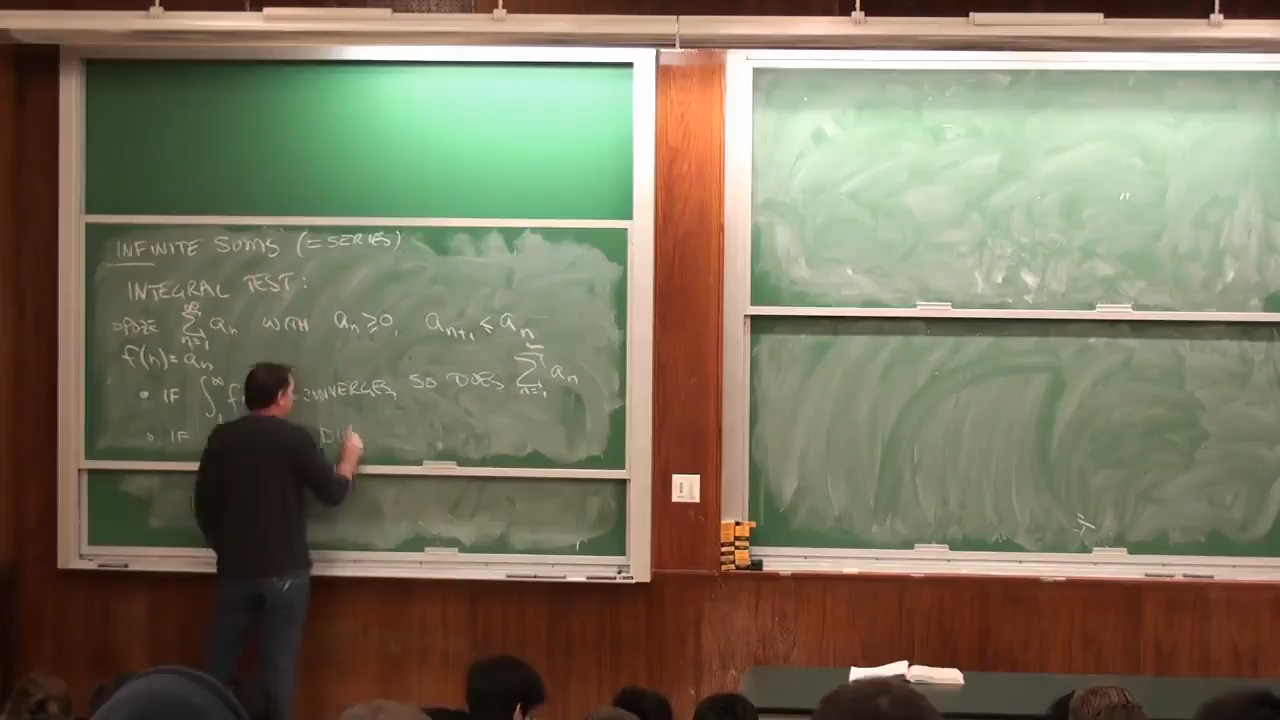 INFINITE SUMS (= SERIES)
INTEGRAL TEST:
∑_{n=1}^{∞} a_n WITH a_n ≥ 0, a_{n+1} ≤ a_n
f(n) = a_n
• IF ∫_1^∞ f CONVERGES, SO DOES ∑_{n=1}^{∞} a_n
• IF DI